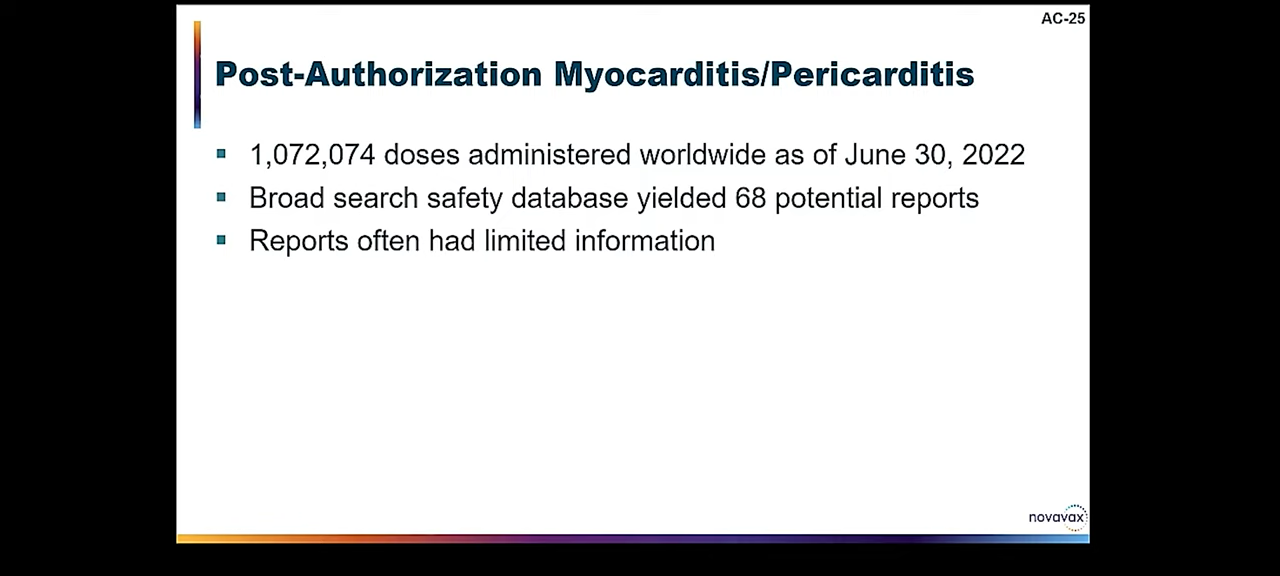 AC-25
Post-Authorization Myocarditis/Pericarditis
1,072,074 doses administered worldwide as of June 30, 2022
Broad search safety database yielded 68 potential reports
Reports often had limited information
novavax